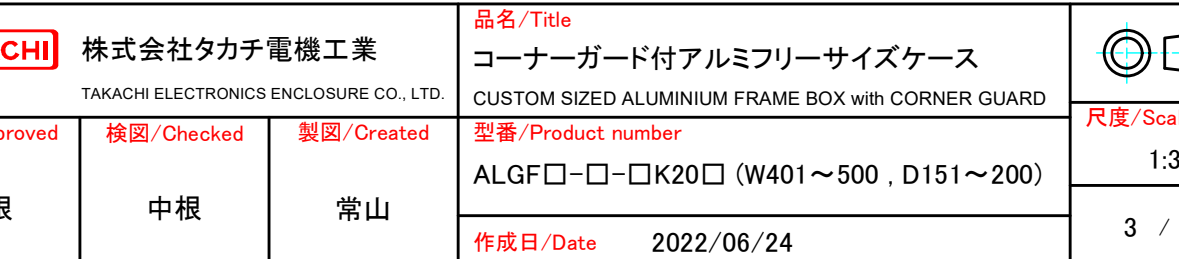 CHI
株式会社タカチ電機工業
TAKACHI ELECTRONICS ENCLOSURE CO., LTD.
品名/Title
コーナーガード付アルミフリーサイズケース
CUSTOM SIZED ALUMINIUM FRAME BOX with CORNER GUARD
proved
検図/Checked
中根
製図/Created
常山
型番/Product number
ALGF□-□-□K20□ (W401~500 , D151~200)
作成日/Date 2022/06/24
尺度/Scal
1:3
3 /